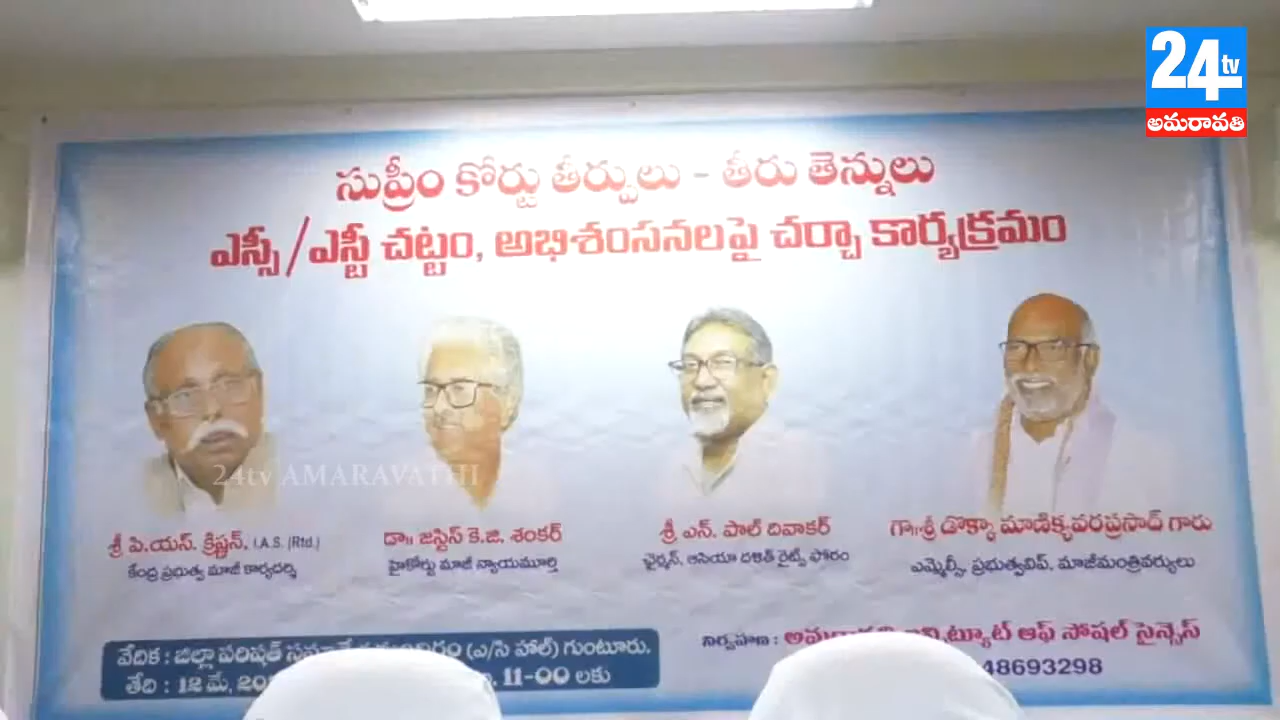 24tv
అమరావతి
సుప్రీం కోర్టు తీర్పులు - తీరు తెన్నులు
ఎస్సీ/ఎస్టీ చట్టం, అభిశంసనలపై చర్చా కార్యక్రమం
24tv AMARAVATHI
శ్రీ పి.యస్. క్రిష్ణన్, I.A.S. (Rtd.)
కేంద్ర ప్రభుత్వ మాజీ కార్యదర్శి
డా॥ జస్టిస్ కె.జి. శంకర్
హైకోర్టు మాజీ న్యాయమూర్తి
శ్రీ ఎన్. పాల్ దివాకర్
ఛైర్మన్, ఆసియా దళిత్ రైట్స్ ఫోరం
గా॥శ్రీ డొక్కా మాణిక్యవరప్రసాద్ గారు
ఎమ్మెల్సీ, ప్రభుత్వవిప్, మాజీమంత్రివర్యులు
వేదిక : జిల్లా పరిషత్ (ఎ/సి హాల్) గుంటూరు.
తేది : 12 మే, 11-00 లకు
నిర్వహణ : ఆఫ్ సోషల్ సైన్సెస్
48693298